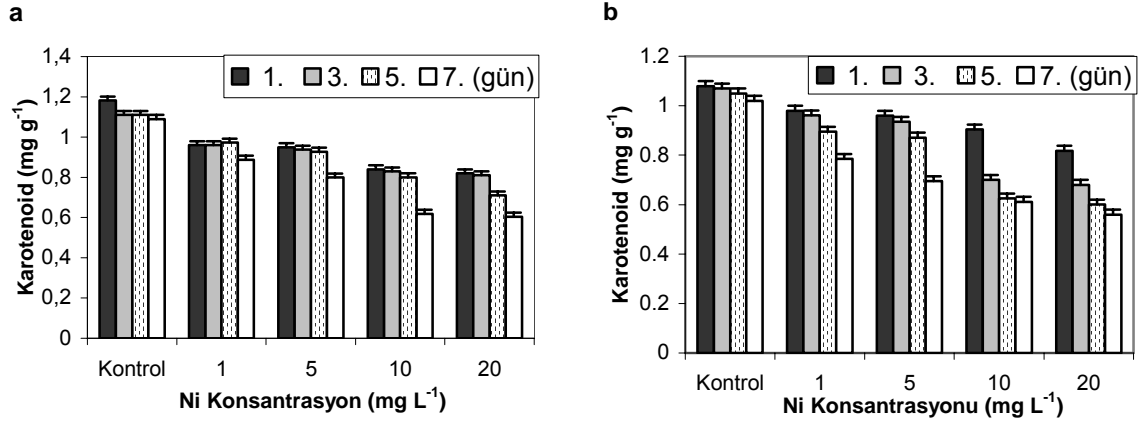 a
Karotenoid (mg g⁻¹)
1,4
1.2
1
0,8
0.6
0,4
0,2
0
1. 3. 5. 7. (gün)
Kontrol 1 5 10 20
Ni Konsantrasyon (mg L⁻¹)
b
Karotenoid (mg g⁻¹)
1.2
1
0.8
0.6
0.4
0.2
0
1. 3. 5. 7. (gün)
Kontrol 1 5 10 20
Ni Konsantrasyonu (mg L⁻¹)